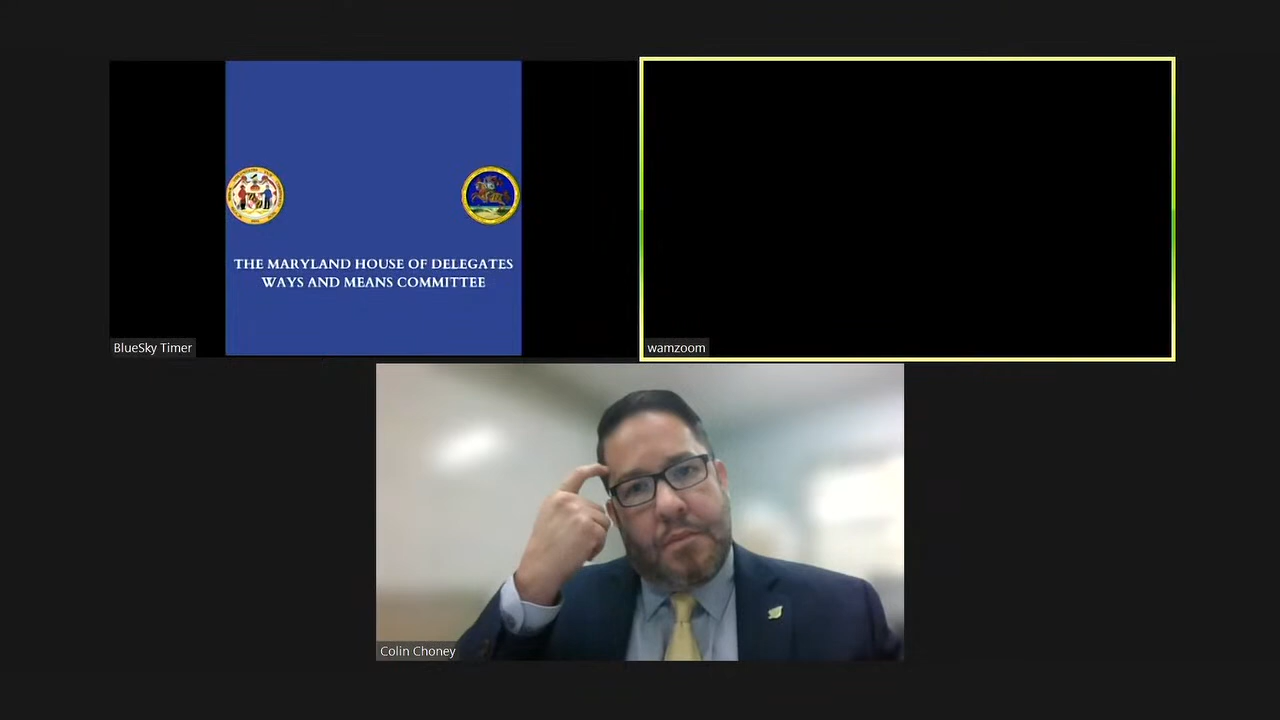 THE MARYLAND HOUSE OF DELEGATES
WAYS AND MEANS COMMITTEE
BlueSky Timer
wamzoom
Colin Choney